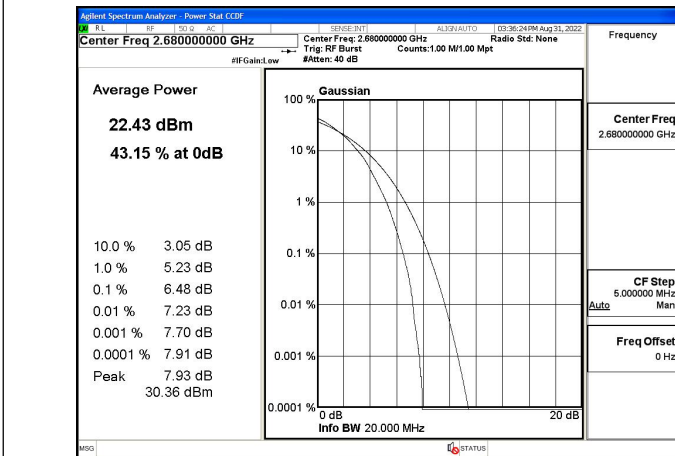 Agilent Spectrum Analyzer - Power Stat CCDF
RL RF 50 Ω AC SENSE:INT ALIGNAUTO 03:36:24 PM Aug 31, 2022
Center Freq 2.680000000 GHz
Center Freq: 2.680000000 GHz Radio Std: None
Trig: RF Burst Counts:1.00 M/1.00 Mpt
#IFGain:Low #Atten: 40 dB
Frequency
Average Power
22.43 dBm
43.15 % at 0dB
10.0 % 3.05 dB
1.0 % 5.23 dB
0.1 % 6.48 dB
0.01 % 7.23 dB
0.001 % 7.70 dB
0.0001 % 7.91 dB
Peak 7.93 dB
30.36 dBm
Gaussian
100 %
10 %
1 %
0.1 %
0.01 %
0.001 %
0.0001 %
0 dB 20 dB
Info BW 20.000 MHz
Center Freq
2.680000000 GHz
CF Step
5.000000 MHz
Auto Man
Freq Offset
0 Hz
MSG STATUS